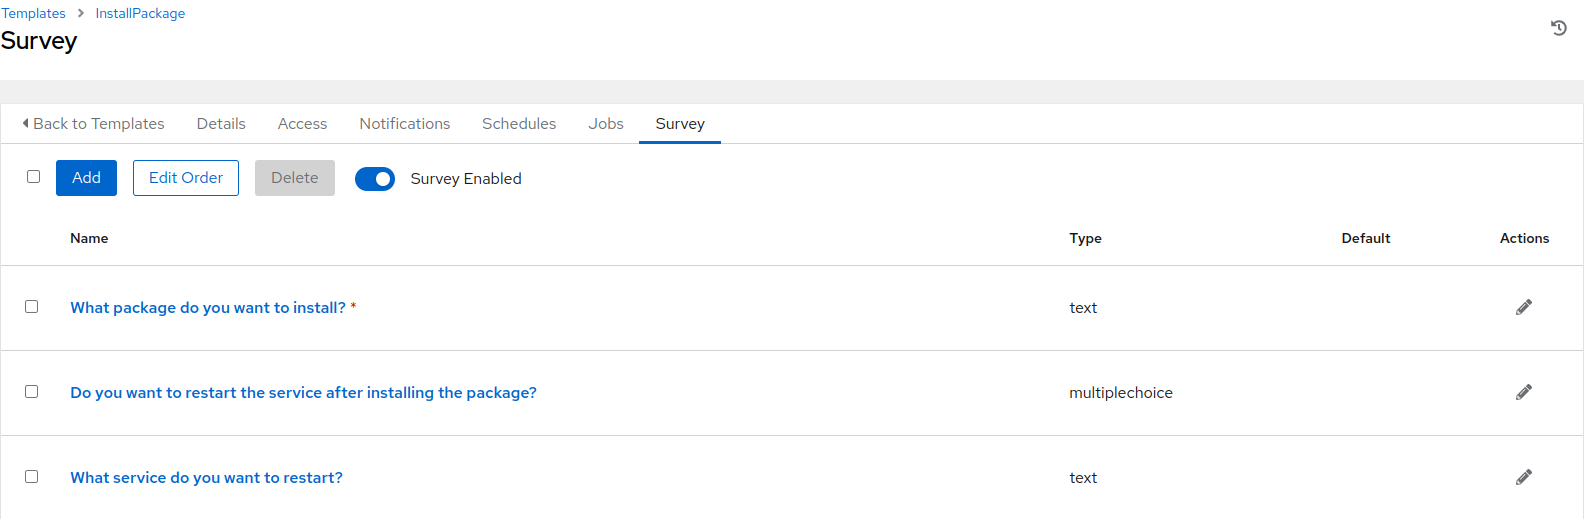 Templates InstallPackage
Survey
Back to Templates Details Access Notifications Schedules Jobs Survey
Add Edit Order Delete Survey Enabled
Name Type Default Actions
What package do you want to install? * text
Do you want to restart the service after installing the package? multiplechoice
What service do you want to restart? text